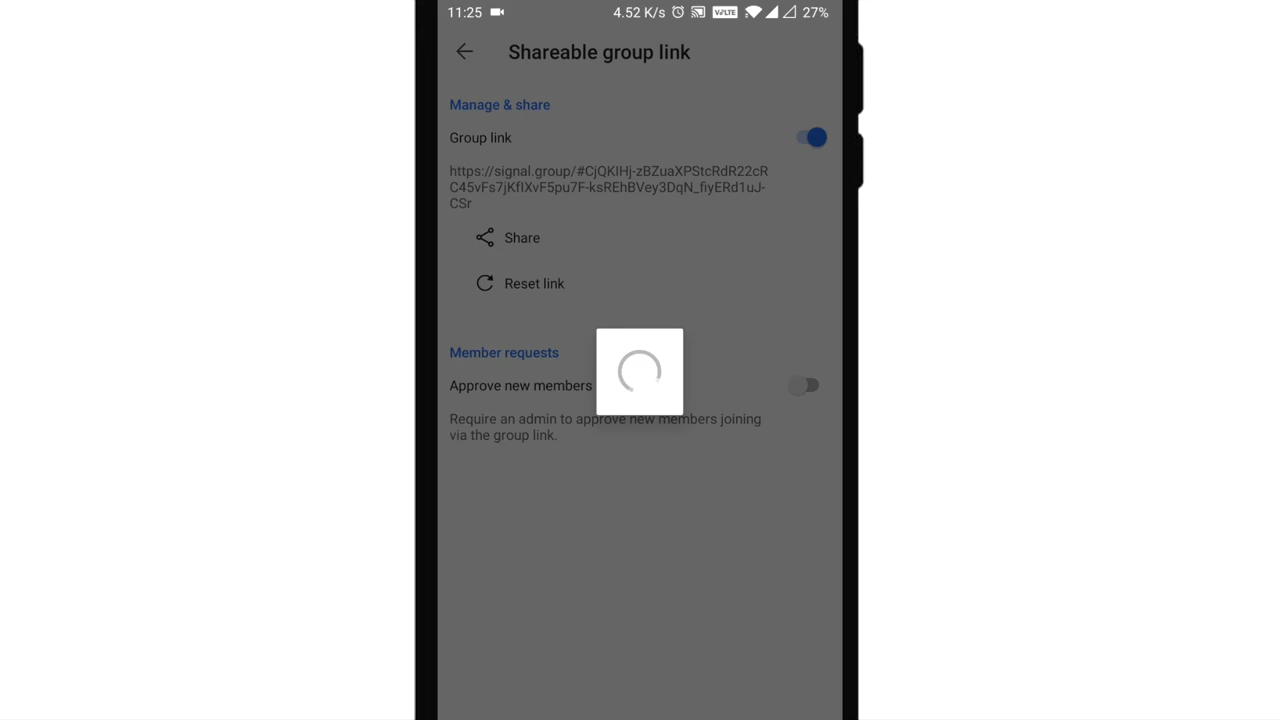 11:25 4.52 K/s VoLTE 27%
Shareable group link
Manage & share
Group link
https://signal.group/#CjQKIHj-zBZuaXPStcRdR22cR
C45vFs7jKfIXvF5pu7F-ksREhBVey3DqN_fiyERd1uJ-
CSr
Share
Reset link
Member requests
Approve new members
Require an admin to approve new members joining
via the group link.